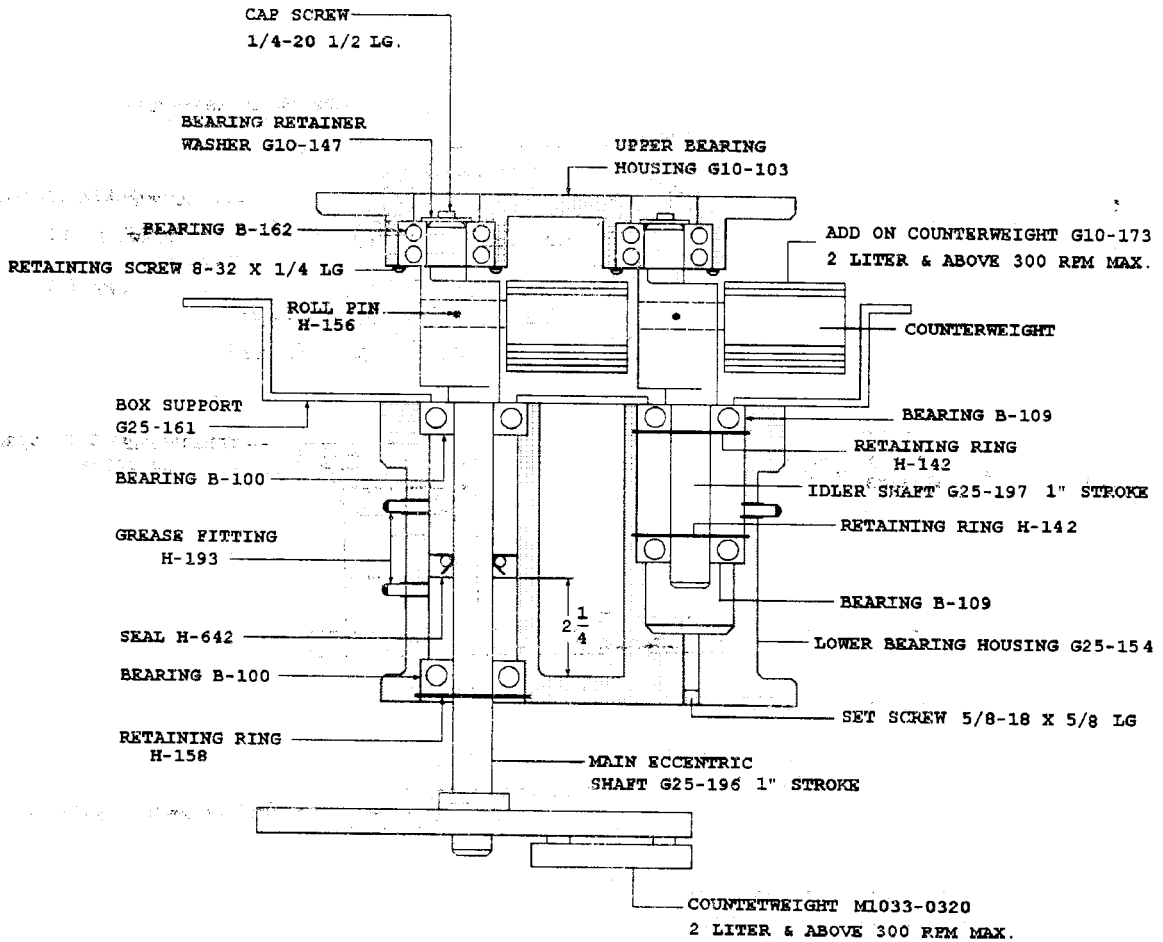 CAP SCREW
1/4-20 1/2 LG.
BEARING RETAINER
WASHER G10-147
UPPER BEARING
HOUSING G10-103
BEARING B-162
RETAINING SCREW 8-32 X 1/4 LG
ADD ON COUNTERWEIGHT G10-173
2 LITER & ABOVE 300 RPM MAX.
ROLL PIN
H-156
COUNTERWEIGHT
BOX SUPPORT
G25-161
BEARING B-109
RETAINING RING
H-142
BEARING B-100
IDLER SHAFT G25-197 1" STROKE
RETAINING RING H-142
GREASE FITTING
H-193
2 1/4
BEARING B-109
SEAL H-642
LOWER BEARING HOUSING G25-154
BEARING B-100
SET SCREW 5/8-18 X 5/8 LG
RETAINING RING
H-158
MAIN ECCENTRIC
SHAFT G25-196 1" STROKE
COUNTETWEIGHT M1033-0320
2 LITER & ABOVE 300 RPM MAX.